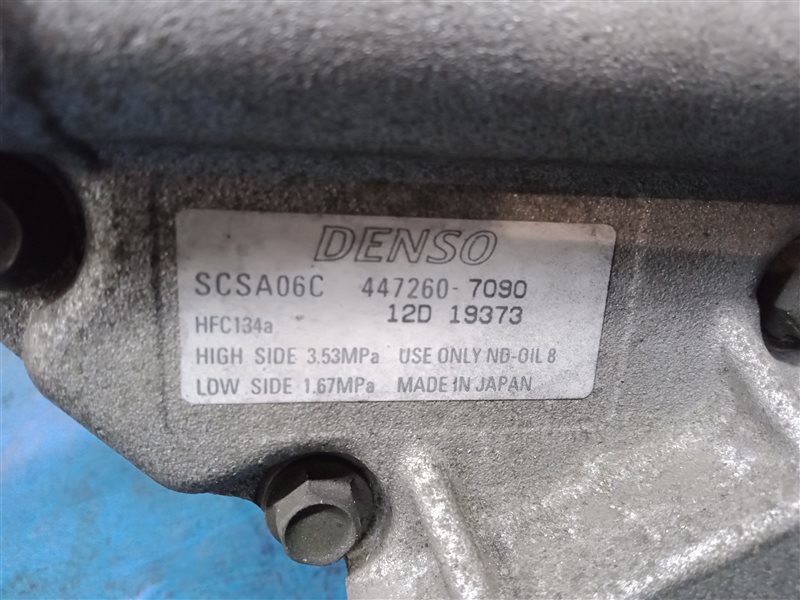 DENSO
SCSA06C 447260-7090
HFC134a 12D 19373
HIGH SIDE 3.53MPa USE ONLY ND-OIL 8
LOW SIDE 1.67MPa MADE IN JAPAN